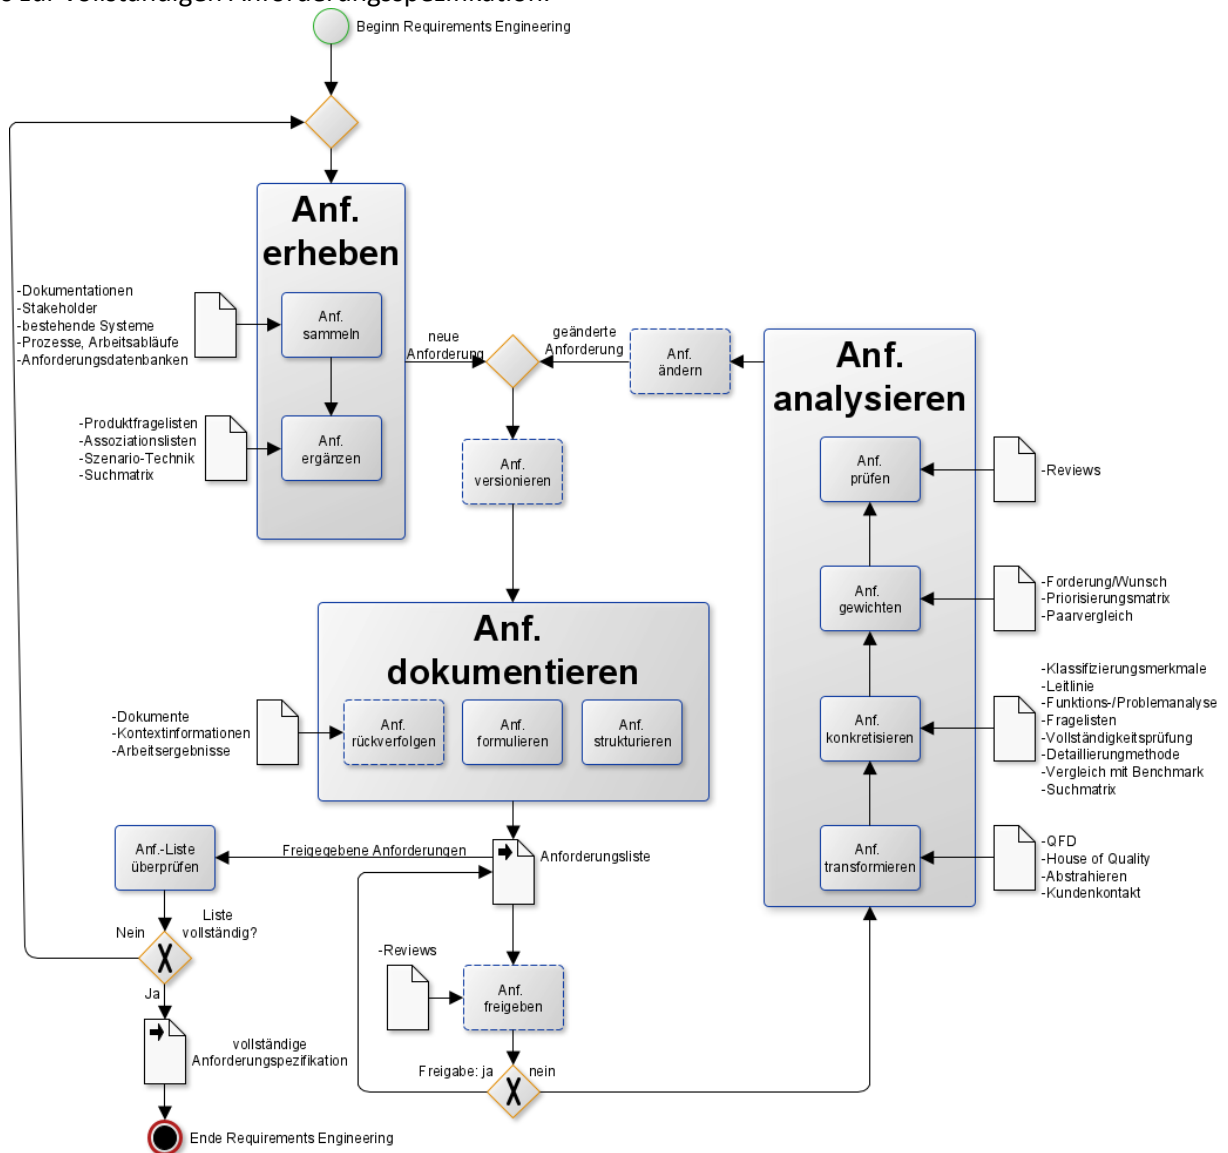 zur vollständigen Anforderungsspezifikation.
Beginn Requirements Engineering
Anf.
erheben
-Dokumentationen
-Stakeholder
-bestehende Systeme
-Prozesse, Arbeitsabläufe
-Anforderungsdatenbanken
Anf.
sammeln
-Produktfragelisten
-Assoziationslisten
-Szenario-Technik
-Suchmatrix
Anf.
ergänzen
neue
Anforderung
geänderte
Anforderung
Anf.
ändern
Anf.
versionieren
Anf.
analysieren
Anf.
prüfen
-Reviews
Anf.
gewichten
-Forderung/Wunsch
-Priorisierungsmatrix
-Paarvergleich
Anf.
konkretisieren
-Klassifizierungsmerkmale
-Leitlinie
-Funktions-/Problemanalyse
-Fragelisten
-Vollständigkeitsprüfung
-Detaillierungmethode
-Vergleich mit Benchmark
-Suchmatrix
Anf.
transformieren
-QFD
-House of Quality
-Abstrahieren
-Kundenkontakt
Anf.
dokumentieren
-Dokumente
-Kontextinformationen
-Arbeitsergebnisse
Anf.
rückverfolgen
Anf.
formulieren
Anf.
strukturieren
Anf.-Liste
überprüfen
Freigegebene Anforderungen
Anforderungsliste
Nein
Liste
vollständig?
X
Ja
-Reviews
Anf.
freigeben
Freigabe: ja
nein
X
vollständige
Anforderungspezifikation
Ende Requirements Engineering